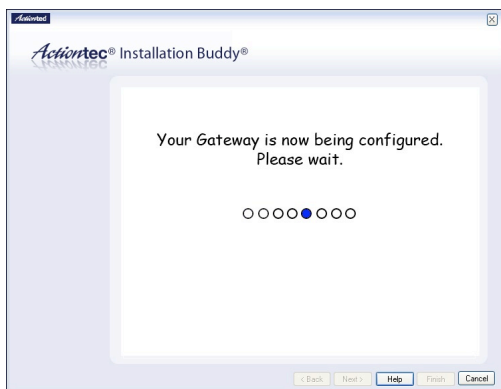 Actiontec
Actiontec® Installation Buddy®
Your Gateway is now being configured.
Please wait.
< Back Next > Help Finish Cancel